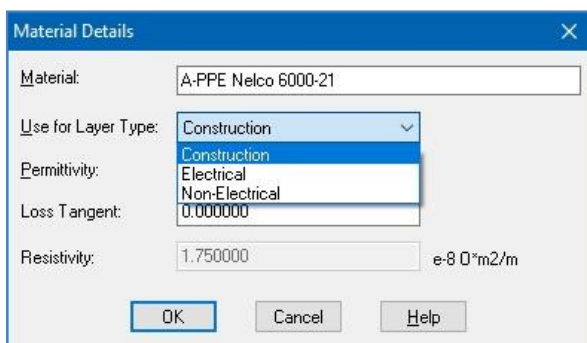 Material Details
Material: A-PPE Nelco 6000-21
Use for Layer Type: Construction
Construction
Permittivity:
Electrical
Non-Electrical
Loss Tangent: 0.000000
Resistivity: 1.750000 e-8 O*m2/m
OK Cancel Help